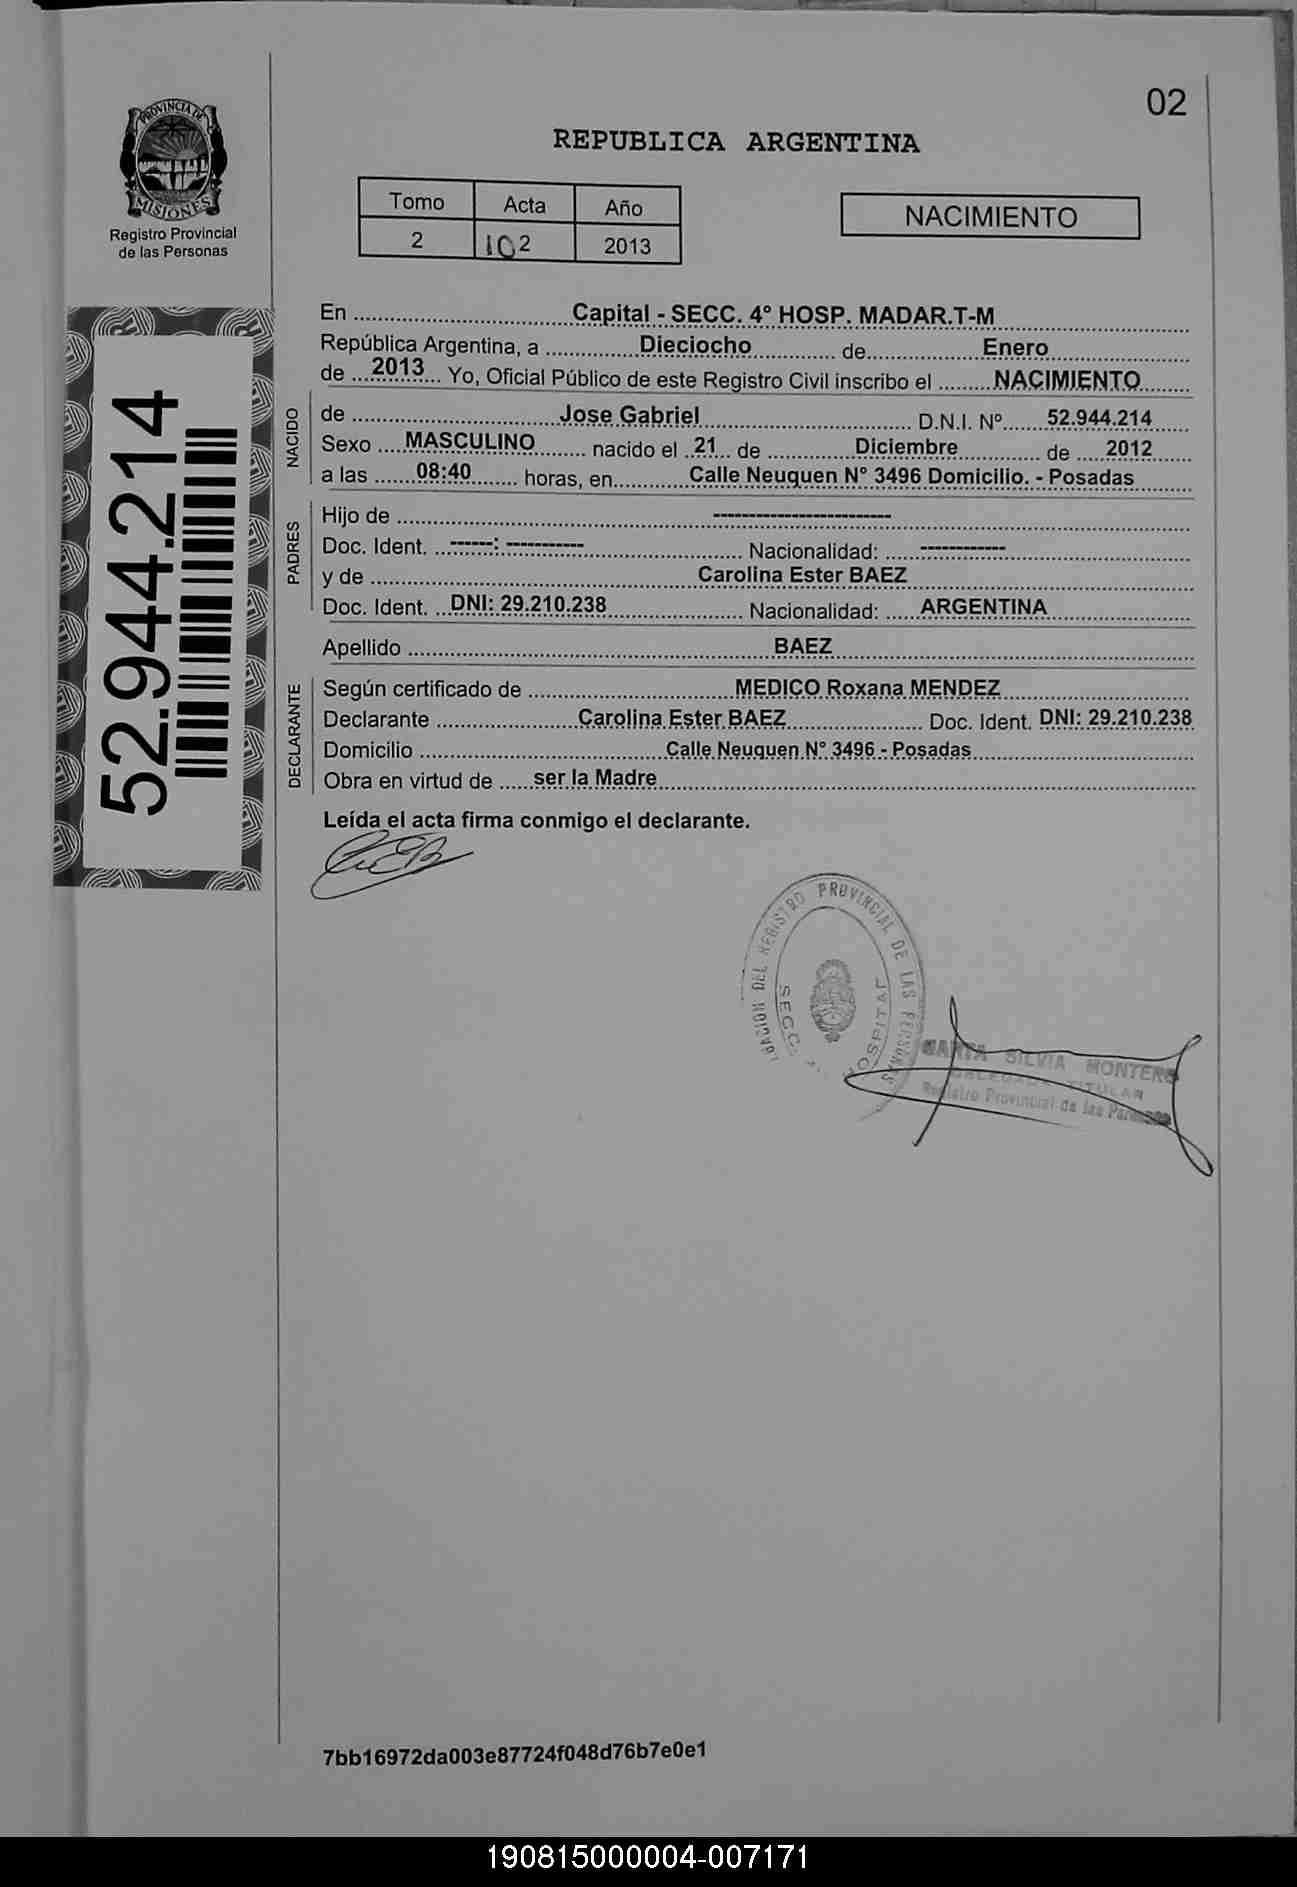 02
PROVINCIA DE
MISIONES
Registro Provincial
de las Personas
REPUBLICA ARGENTINA
Tomo Acta Año
2 102 2013
NACIMIENTO
52.944.214
En ... Capital - SECC. 4º HOSP. MADAR.T-M
República Argentina, a ... Dieciocho ... de ... Enero
de ... 2013 ... Yo, Oficial Público de este Registro Civil inscribo el ... NACIMIENTO
NACIDO
de ... Jose Gabriel ... D.N.I. Nº ... 52.944.214
Sexo ... MASCULINO ... nacido el 21 de ... Diciembre ... de ... 2012
a las ... 08:40 ... horas, en ... Calle Neuquen N° 3496 Domicilio. - Posadas
PADRES
Hijo de ... -------------------------
Doc. Ident. ... ------: ----------- ... Nacionalidad: ... ------------
y de ... Carolina Ester BAEZ
Doc. Ident. ... DNI: 29.210.238 ... Nacionalidad: ... ARGENTINA
Apellido ... BAEZ
DECLARANTE
Según certificado de ... MEDICO Roxana MENDEZ
Declarante ... Carolina Ester BAEZ ... Doc. Ident. DNI: 29.210.238
Domicilio ... Calle Neuquen N° 3496 - Posadas
Obra en virtud de ... ser la Madre
Leída el acta firma conmigo el declarante.
DEL REGISTRO PROVINCIAL DE LAS PERSONAS
SECC. HOSPITAL
MARTA SILVIA MONTERO
DELEGADA TITULAR
Registro Provincial de las Personas
7bb16972da003e87724f048d76b7e0e1
190815000004-007171